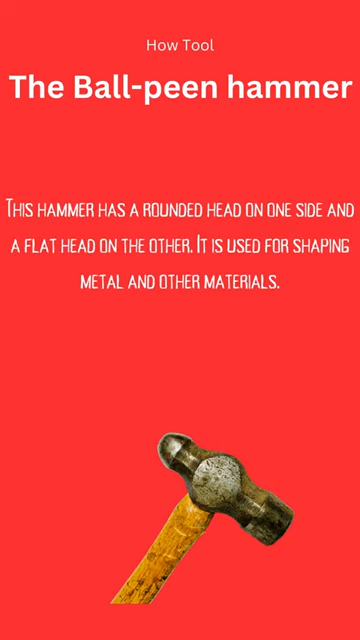 How Tool
The Ball-peen hammer
This hammer has a rounded head on one side and
a flat head on the other. It is used for shaping
metal and other materials.